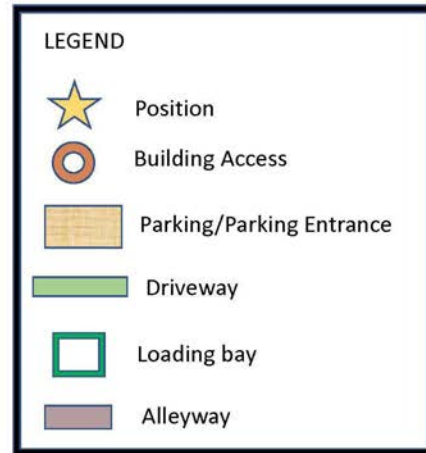 LEGEND
Position
Building Access
Parking/Parking Entrance
Driveway
Loading bay
Alleyway